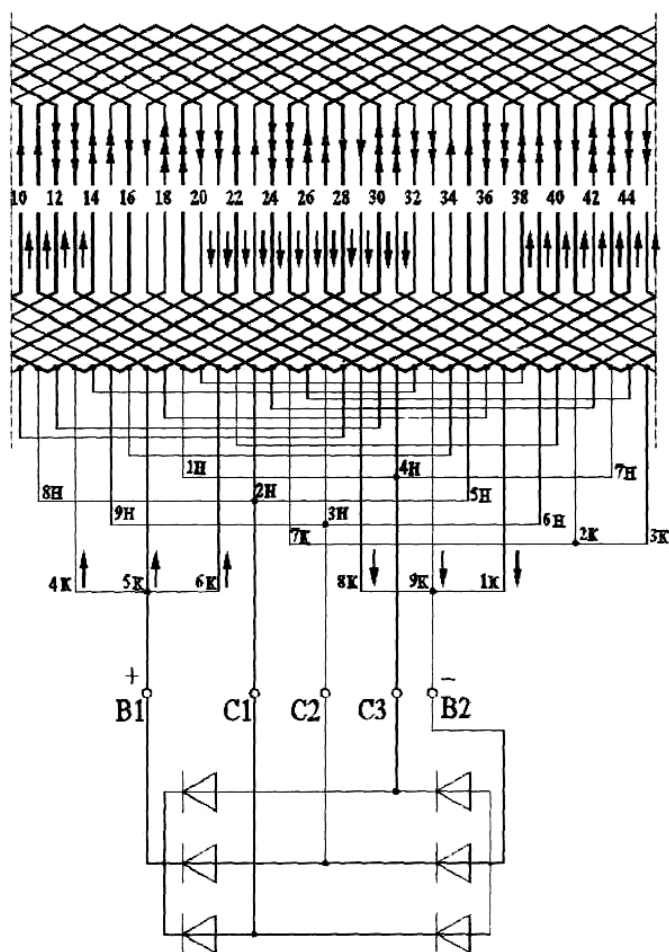 10 12 14 16 18 20 22 24 26 28 30 32 34 36 38 40 42 44
1H 4H 7H
8H 2H 5H
9H 3H 6H
7K 2K 3K
4K 5K 6K 8K 9K 1K
+ −
B1 C1 C2 C3 B2